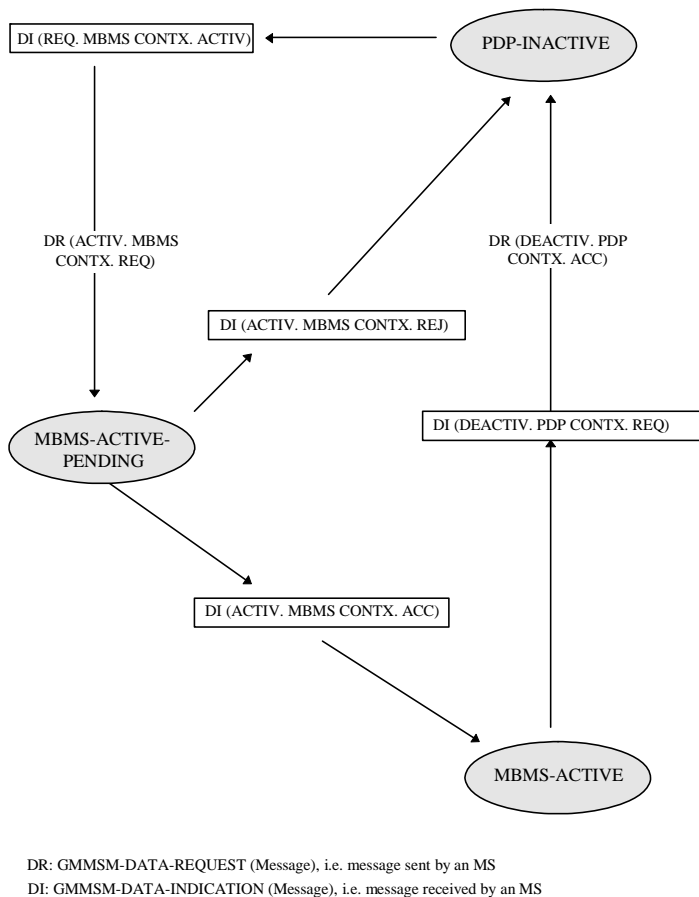 DI (REQ. MBMS CONTX. ACTIV)
PDP-INACTIVE
DR (ACTIV. MBMS
CONTX. REQ)
DR (DEACTIV. PDP
CONTX. ACC)
DI (ACTIV. MBMS CONTX. REJ)
MBMS-ACTIVE-
PENDING
DI (DEACTIV. PDP CONTX. REQ)
DI (ACTIV. MBMS CONTX. ACC)
MBMS-ACTIVE
DR: GMMSM-DATA-REQUEST (Message), i.e. message sent by an MS
DI: GMMSM-DATA-INDICATION (Message), i.e. message received by an MS